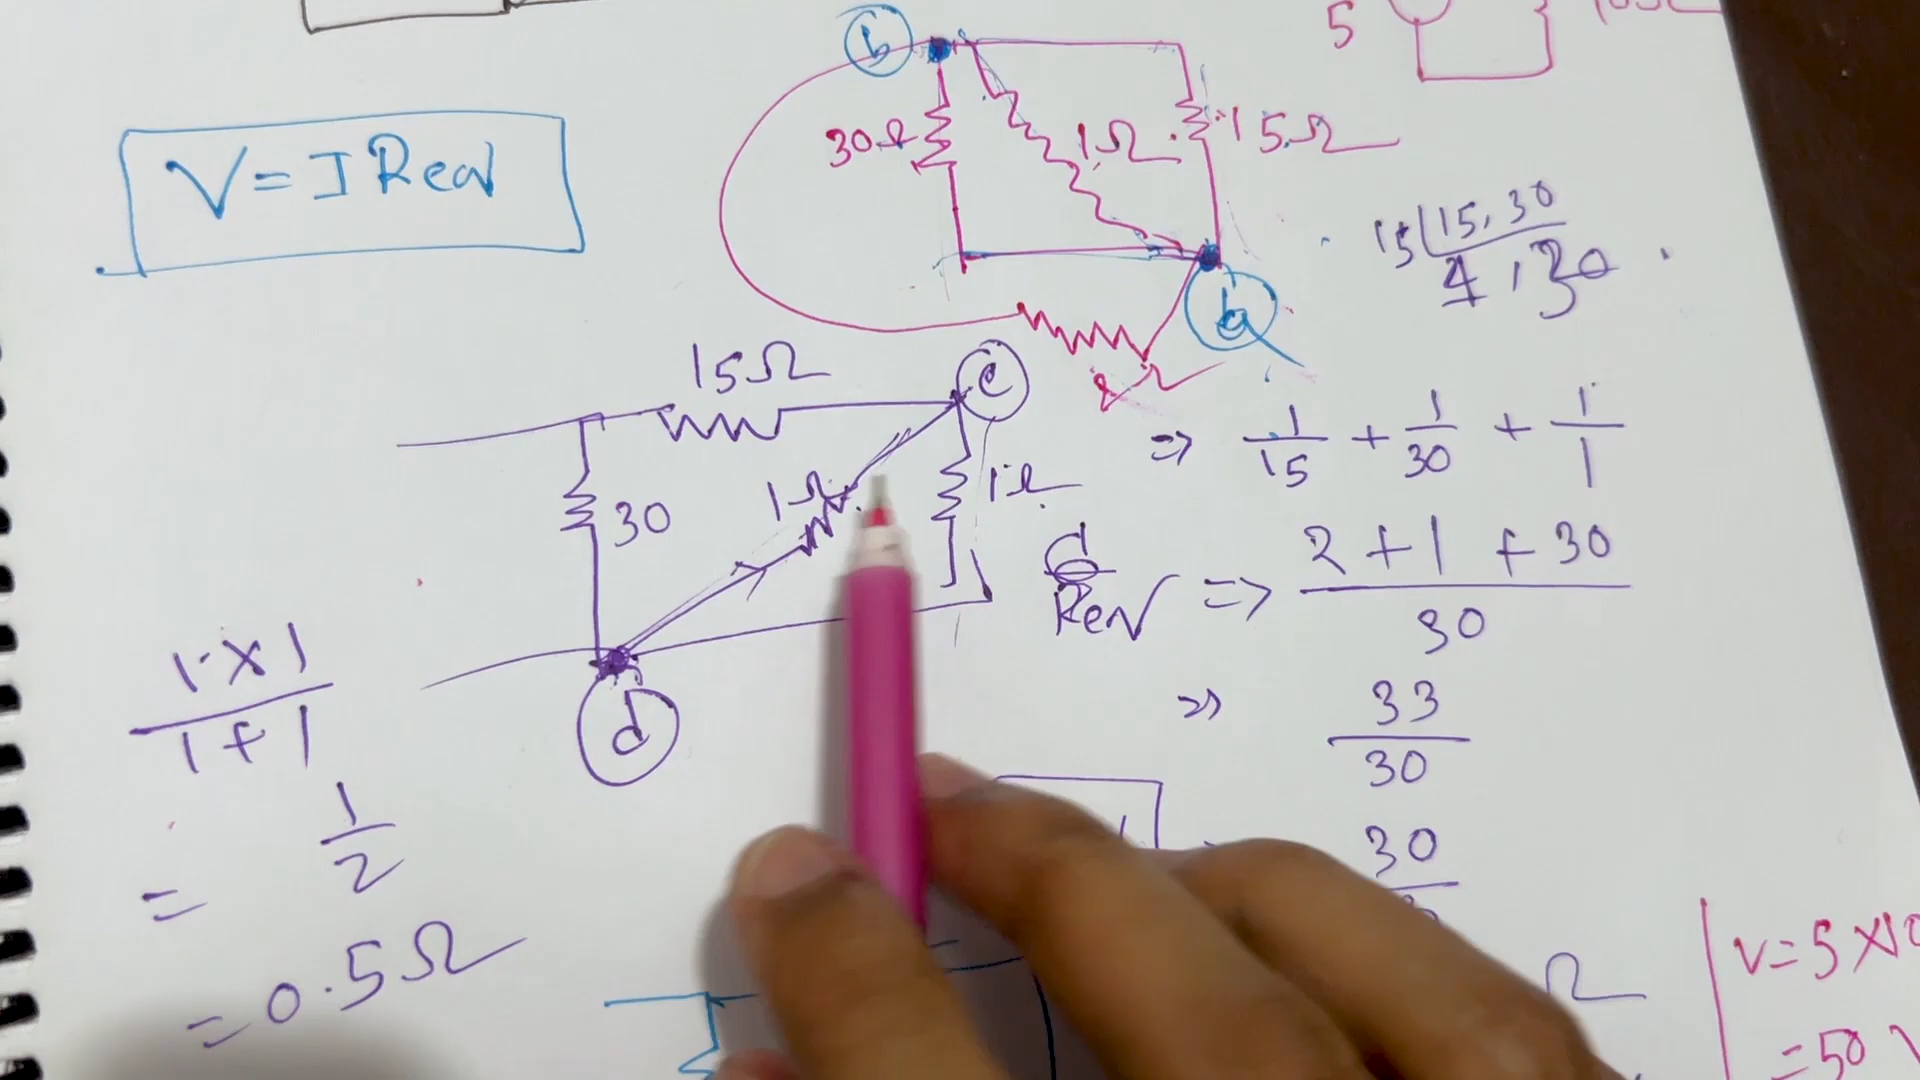 b
5
30Ω
1Ω
15Ω
V = I Req
15 | 15, 30
1, 30
15Ω
c
30
1Ω
1Ω
d
=> 1/15 + 1/30 + 1/1
Req => 2 + 1 + 30 / 30
=> 33 / 30
30
Ω
1 × 1 / 1 + 1
= 1/2
= 0.5Ω
V = 5 × 10
= 50 V